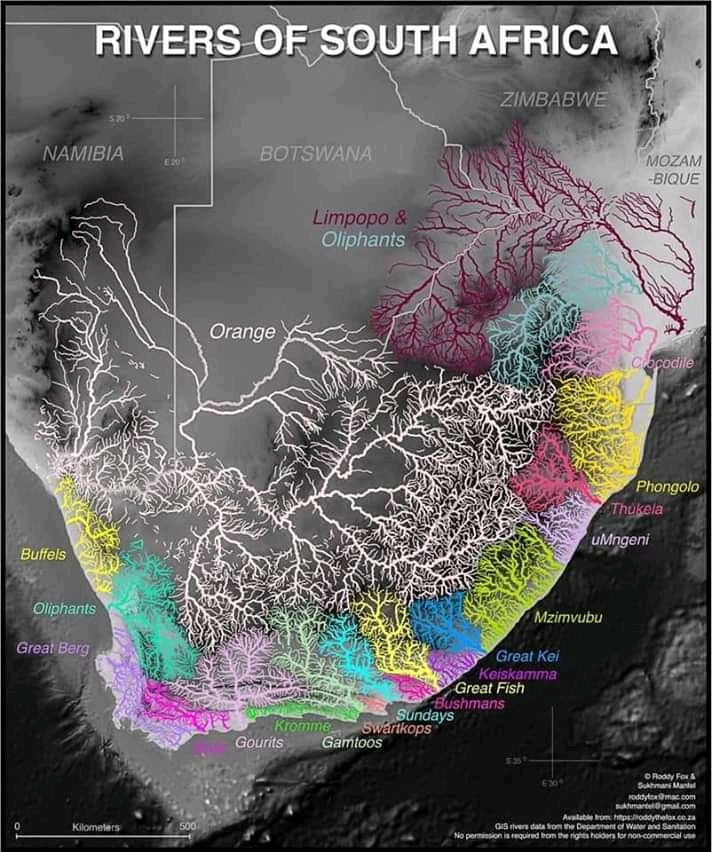 RIVERS OF SOUTH AFRICA
ZIMBABWE
S 20°
E 20°
NAMIBIA
BOTSWANA
MOZAM
-BIQUE
Limpopo &
Oliphants
Orange
Crocodile
Phongolo
Thukela
uMngeni
Buffels
Oliphants
Mzimvubu
Great Berg
Great Kei
Keiskamma
Great Fish
Bushmans
Sundays
Swartkops
Kromme
Gourits
Gamtoos
S 35°
E 30°
© Roddy Fox &
Sukhmani Mantel
roddyfox@mac.com
sukhmantel@gmail.com
Available from: https://roddythefox.co.za
GIS rivers data from the Department of Water and Sanitation
No permission is required from the rights holders for non-commercial use
0 Kilometers 500